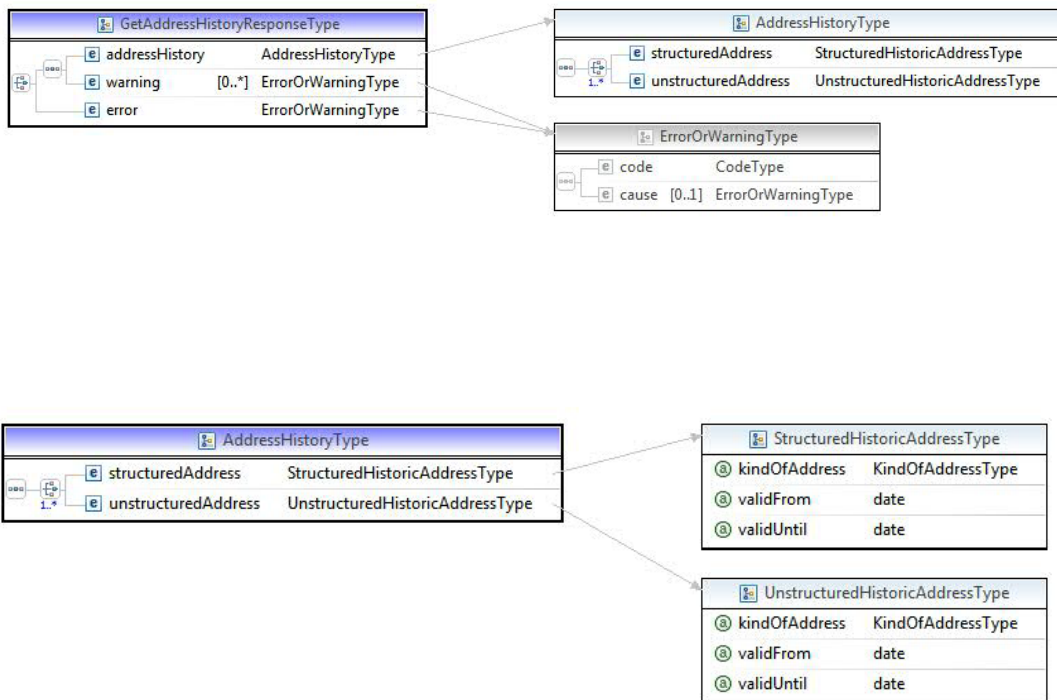 GetAddressHistoryResponseType
e addressHistory AddressHistoryType
e warning [0..*] ErrorOrWarningType
e error ErrorOrWarningType
AddressHistoryType
e structuredAddress StructuredHistoricAddressType
1..* e unstructuredAddress UnstructuredHistoricAddressType
ErrorOrWarningType
e code CodeType
e cause [0..1] ErrorOrWarningType
AddressHistoryType
e structuredAddress StructuredHistoricAddressType
1..* e unstructuredAddress UnstructuredHistoricAddressType
StructuredHistoricAddressType
a kindOfAddress KindOfAddressType
a validFrom date
a validUntil date
UnstructuredHistoricAddressType
a kindOfAddress KindOfAddressType
a validFrom date
a validUntil date